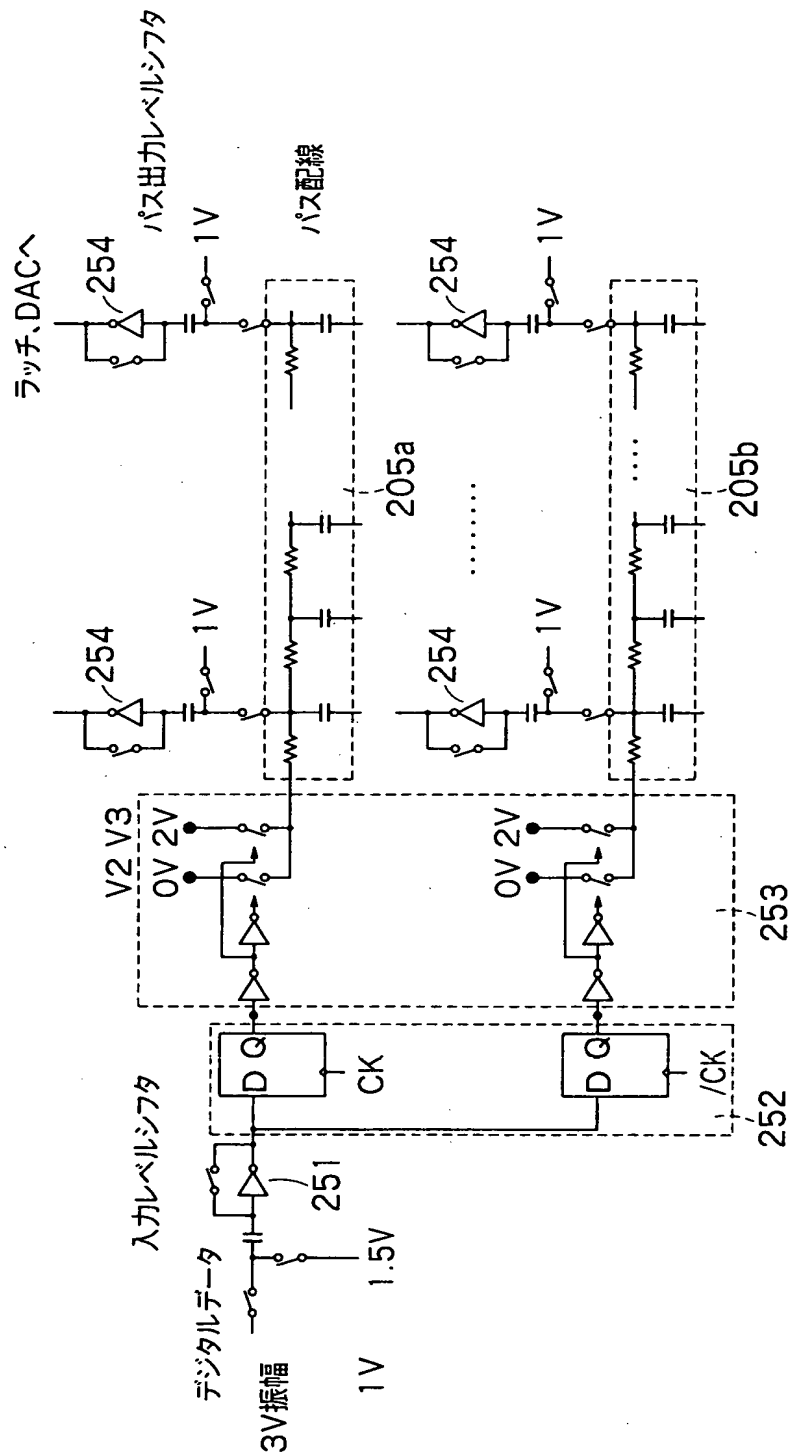 ラッチ、DACへ
パス出力レベルシフタ
254
254
1V
1V
パス配線
205a
V2 V3
0V 2V
入力レベルシフタ
デジタルデータ
3V振幅
1V
1.5V
251
D Q
CK
D Q
/CK
252
0V 2V
253
254
254
1V
1V
205b